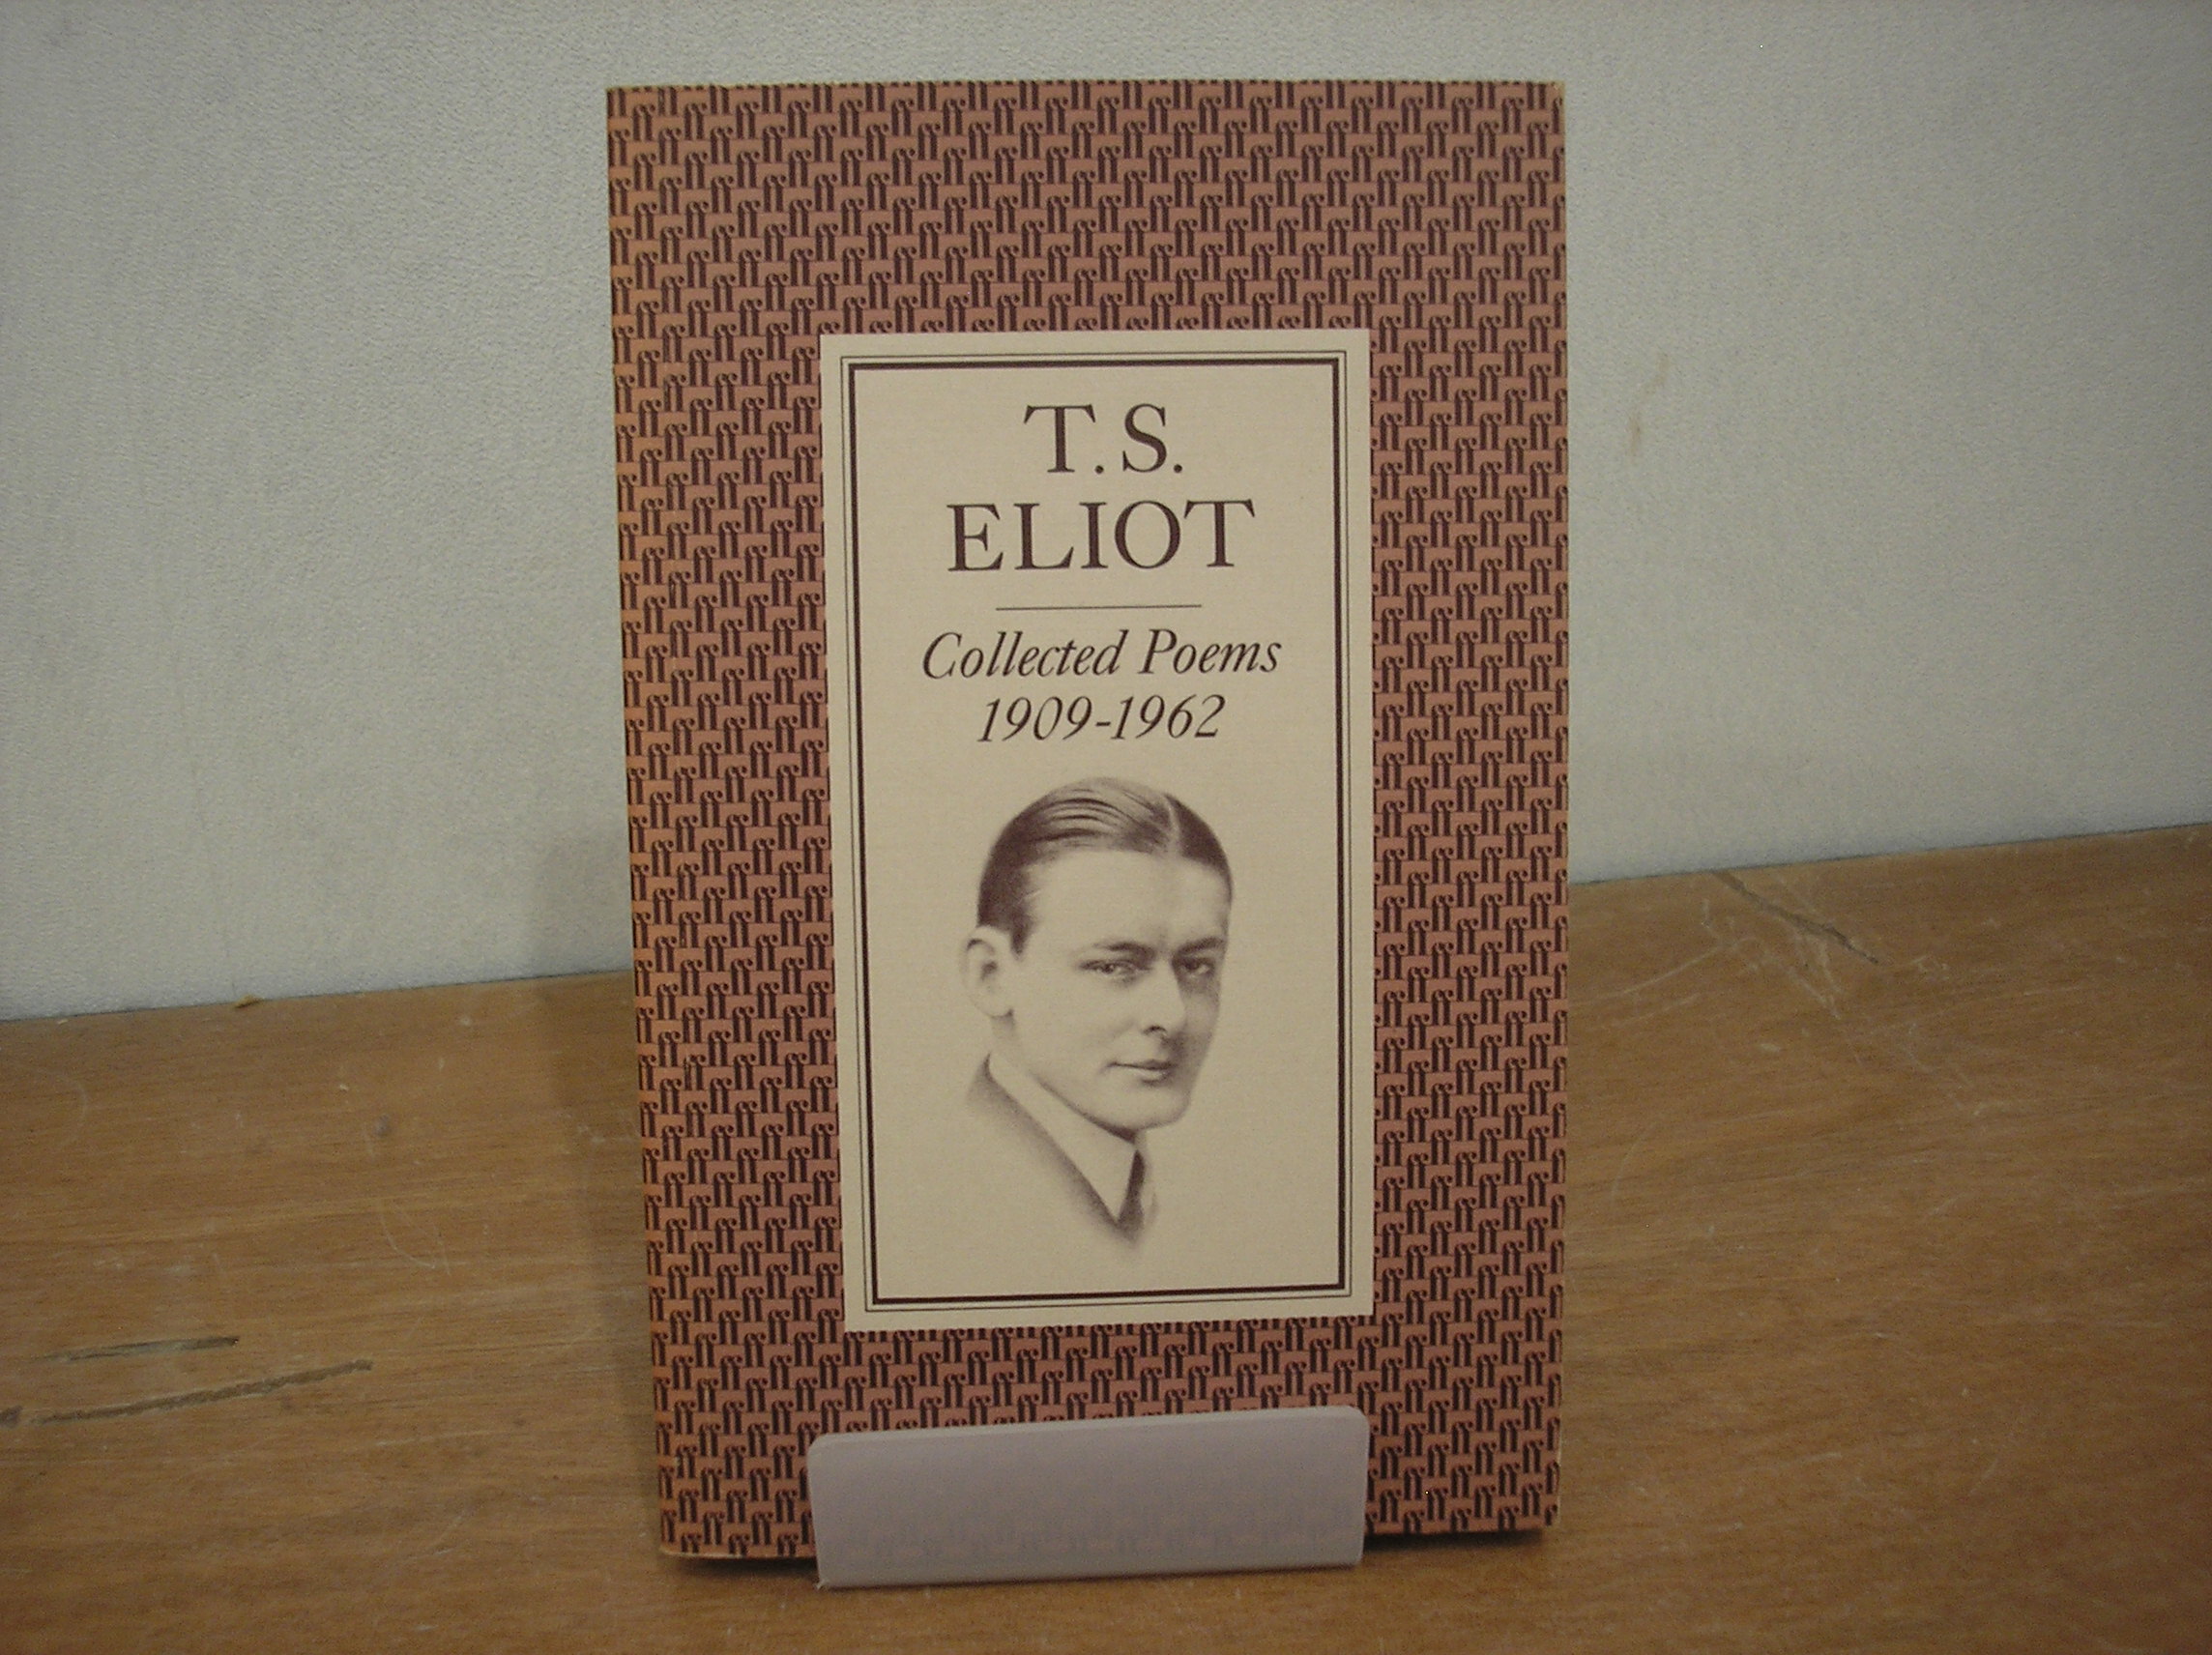 T. S.
ELIOT
Collected Poems
1909-1962